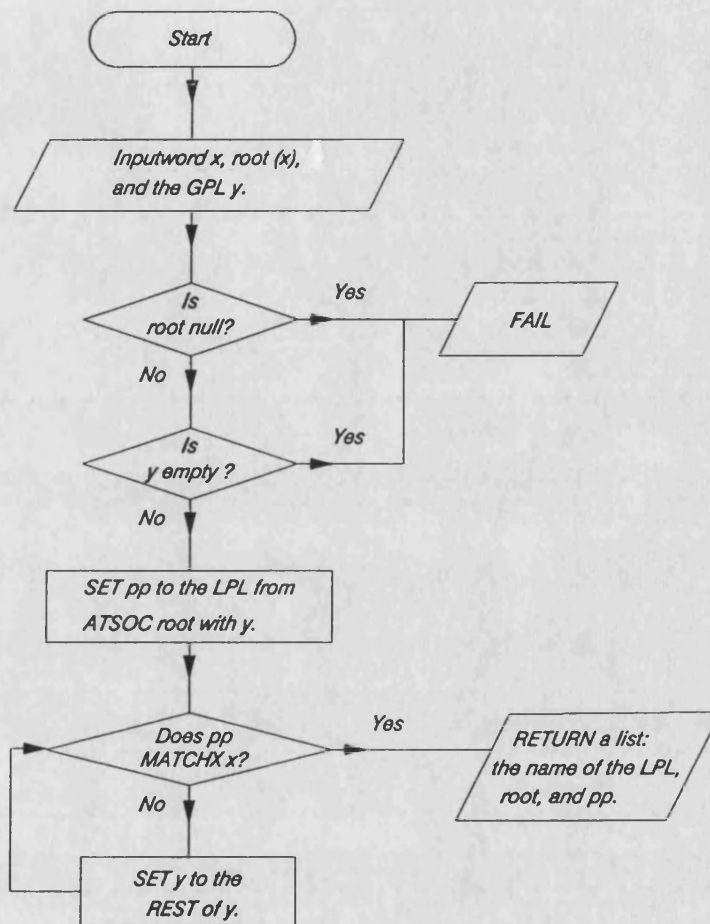 Start
Inputword x, root (x),
and the GPL y.
Is
root null?
Yes
FAIL
No
Is
y empty ?
Yes
No
SET pp to the LPL from
ATSOC root with y.
Does pp
MATCHX x?
Yes
RETURN a list:
the name of the LPL,
root, and pp.
No
SET y to the
REST of y.